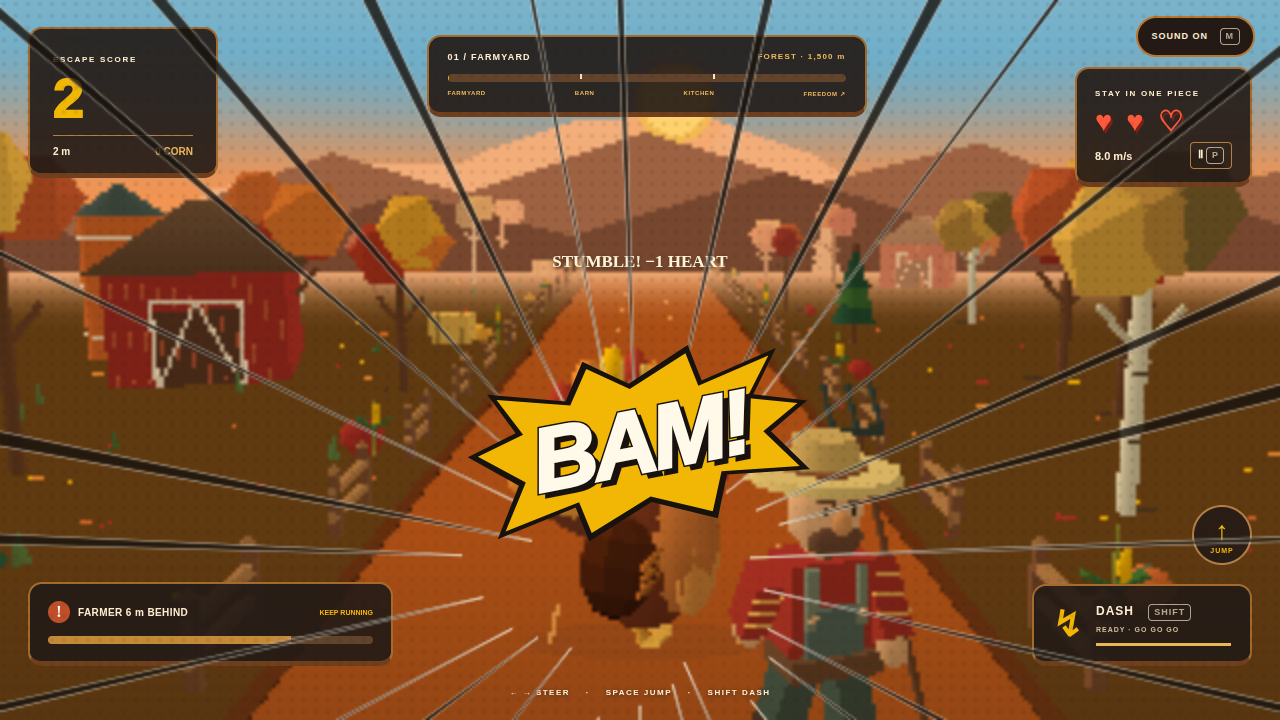 ESCAPE SCORE
2
2 m
0 CORN
01 / FARMYARD
FOREST · 1,500 m
FARMYARD
BARN
KITCHEN
FREEDOM ↗
SOUND ON M
STAY IN ONE PIECE
8.0 m/s
P
STUMBLE! −1 HEART
BAM!
JUMP
! FARMER 6 m BEHIND
KEEP RUNNING
DASH SHIFT
READY · GO GO GO
← → STEER · SPACE JUMP · SHIFT DASH